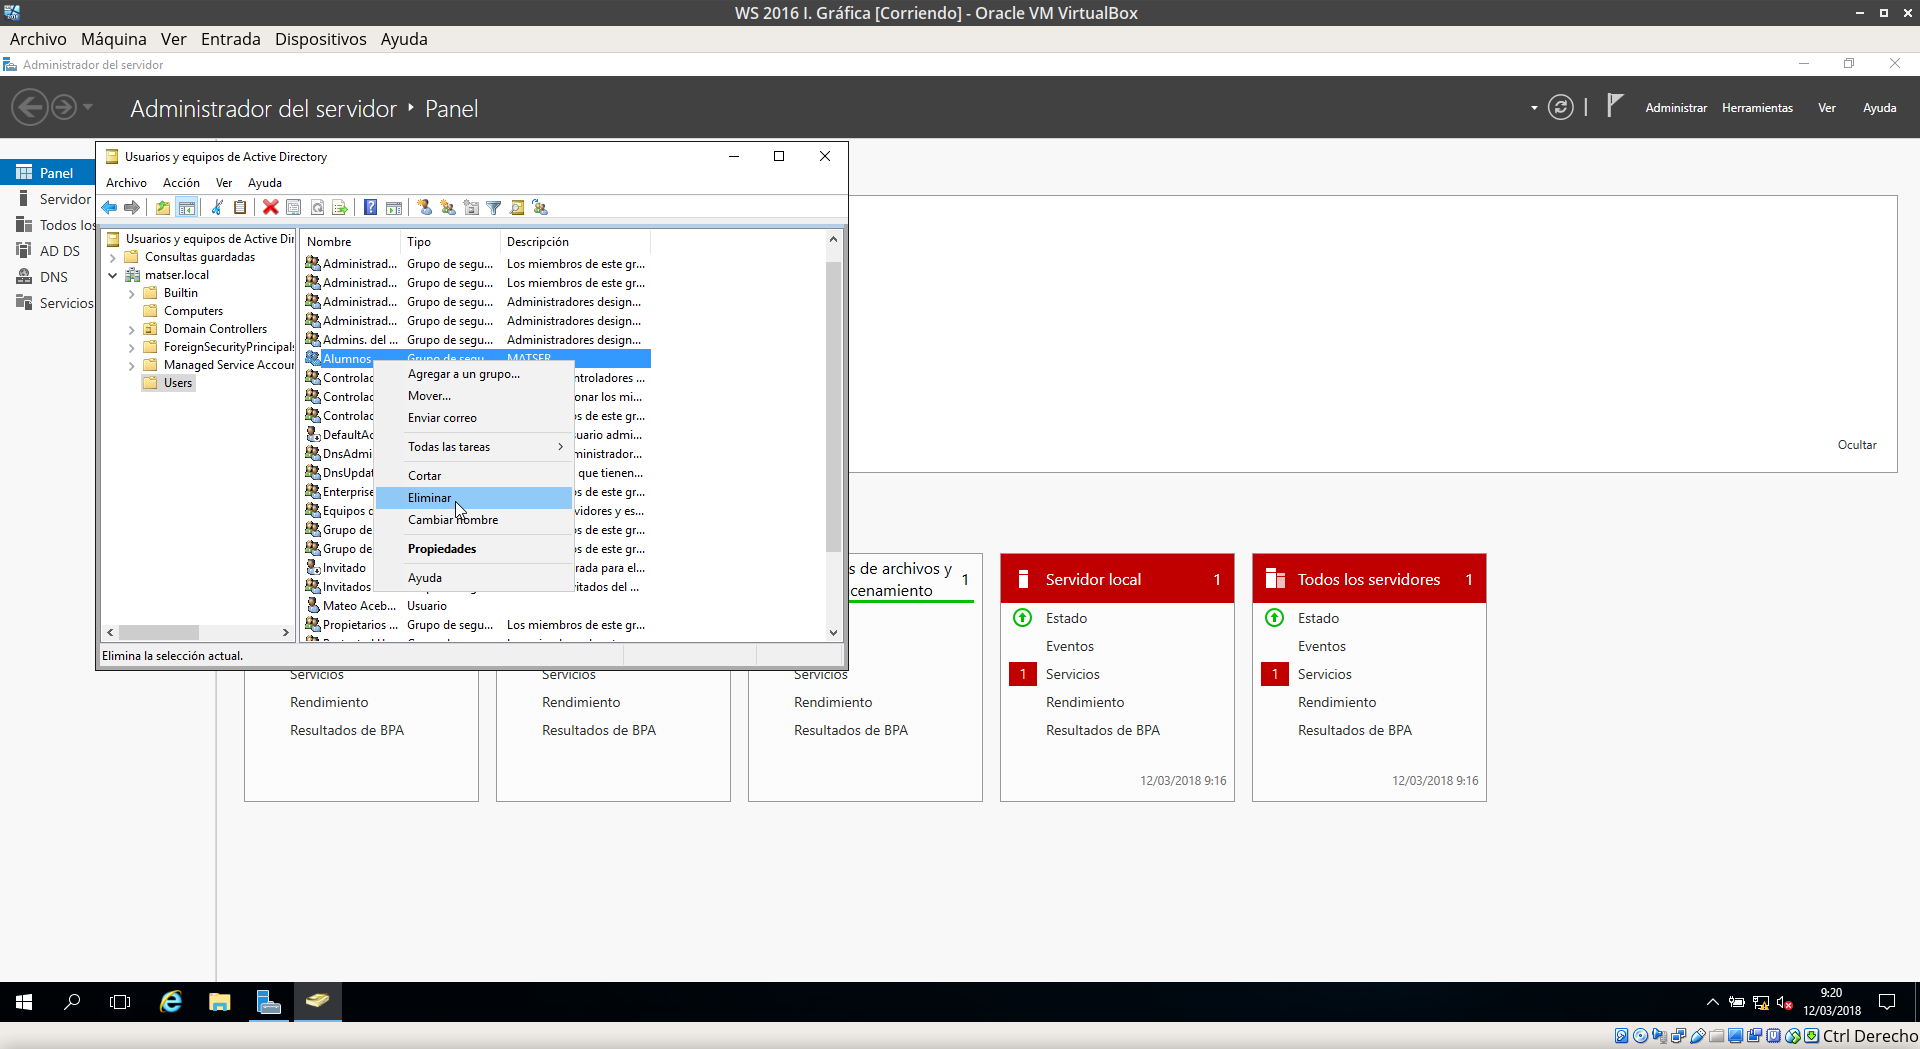 WS 2016 I. Gráfica [Corriendo] - Oracle VM VirtualBox
Archivo Máquina Ver Entrada Dispositivos Ayuda
Administrador del servidor
Administrador del servidor ‣ Panel
Administrar Herramientas Ver Ayuda
Panel
Servidor
Todos los
AD DS
DNS
Servicios
Usuarios y equipos de Active Directory
Archivo Acción Ver Ayuda
Usuarios y equipos de Active Dir
Consultas guardadas
matser.local
Builtin
Computers
Domain Controllers
ForeignSecurityPrincipals
Managed Service Accour
Users
Nombre Tipo Descripción
Administrad... Grupo de segu... Los miembros de este gr...
Administrad... Grupo de segu... Los miembros de este gr...
Administrad... Grupo de segu... Administradores design...
Administrad... Grupo de segu... Administradores design...
Admins. del ... Grupo de segu... Administradores design...
Alumnos Grupo de segu... MATSER
Controlad ntroladores ...
Controlad onar los mi...
Controlad s de este gr...
DefaultAc uario admi...
DnsAdmi ministrador...
DnsUpdat que tienen...
Enterprise s de este gr...
Equipos d vidores y es...
Grupo de s de este gr...
Grupo de s de este gr...
Invitado rada para el...
Invitados vitados del ...
Mateo Aceb... Usuario
Propietarios ... Grupo de segu... Los miembros de este gr...
Agregar a un grupo...
Mover...
Enviar correo
Todas las tareas
Cortar
Eliminar
Cambiar nombre
Propiedades
Ayuda
Elimina la selección actual.
Ocultar
s de archivos y
cenamiento
1
Servicios
Rendimiento
Resultados de BPA
Servicios
Rendimiento
Resultados de BPA
Servicios
Rendimiento
Resultados de BPA
Servidor local 1
Estado
Eventos
1 Servicios
Rendimiento
Resultados de BPA
12/03/2018 9:16
Todos los servidores 1
Estado
Eventos
1 Servicios
Rendimiento
Resultados de BPA
12/03/2018 9:16
9:20
12/03/2018
Ctrl Derecho